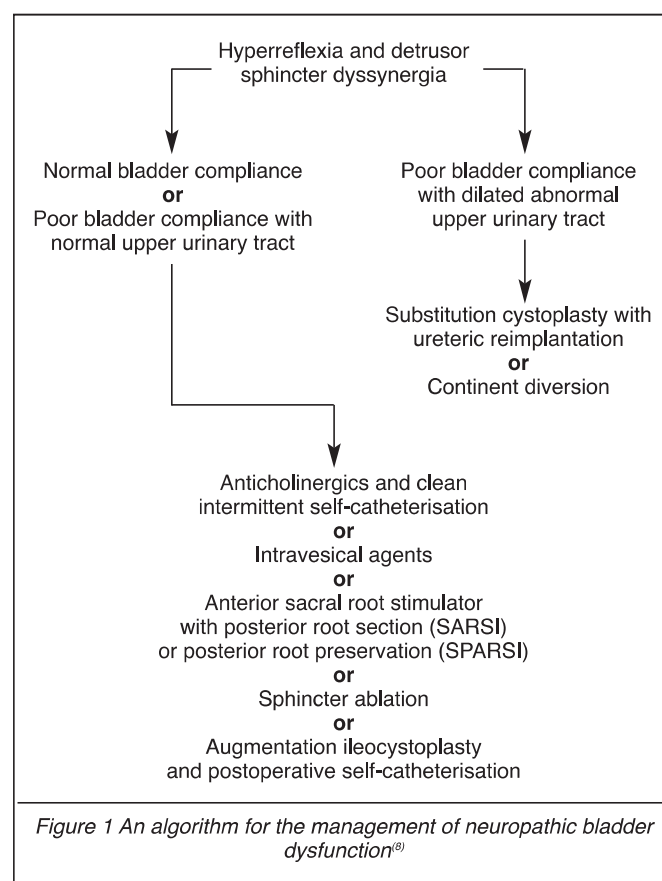 Hyperreflexia and detrusor
sphincter dyssynergia
Normal bladder compliance
or
Poor bladder compliance with
normal upper urinary tract
Poor bladder compliance
with dilated abnormal
upper urinary tract
Substitution cystoplasty with
ureteric reimplantation
or
Continent diversion
Anticholinergics and clean
intermittent self-catheterisation
or
Intravesical agents
or
Anterior sacral root stimulator
with posterior root section (SARSI)
or posterior root preservation (SPARSI)
or
Sphincter ablation
or
Augmentation ileocystoplasty
and postoperative self-catheterisation
Figure 1 An algorithm for the management of neuropathic bladder
dysfunction(8)